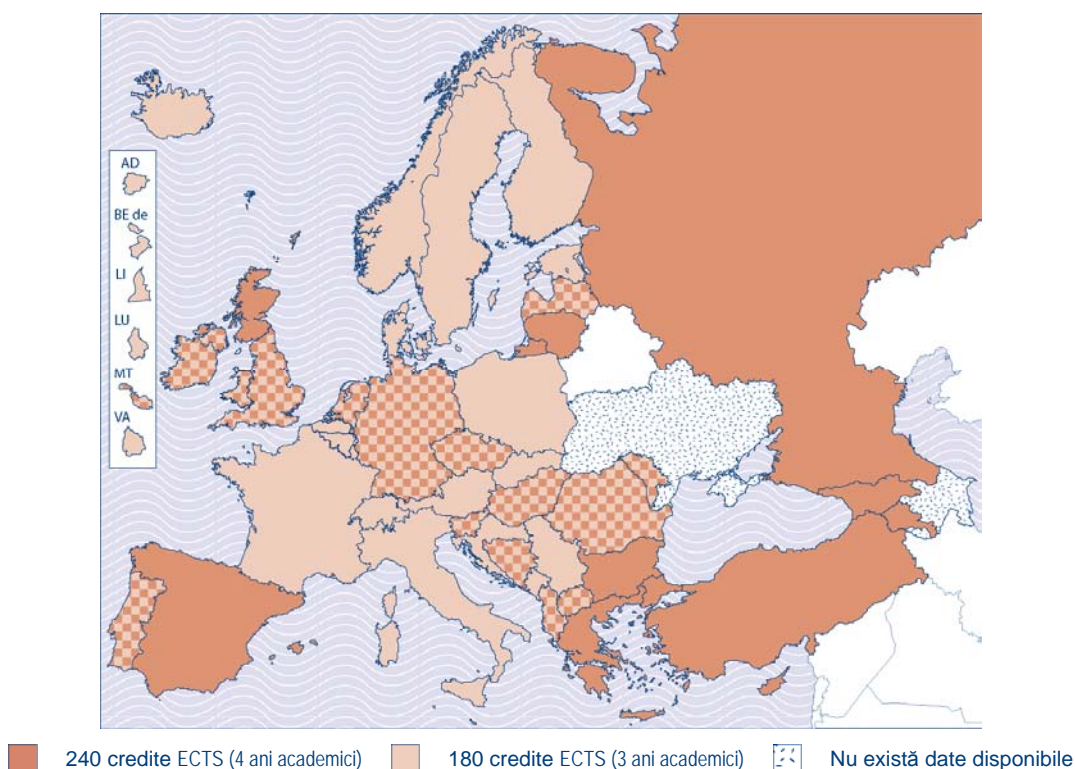 AD
BE de
LI
LU
MT
VA
240 credite ECTS (4 ani academici) 180 credite ECTS (3 ani academici) Nu există date disponibile